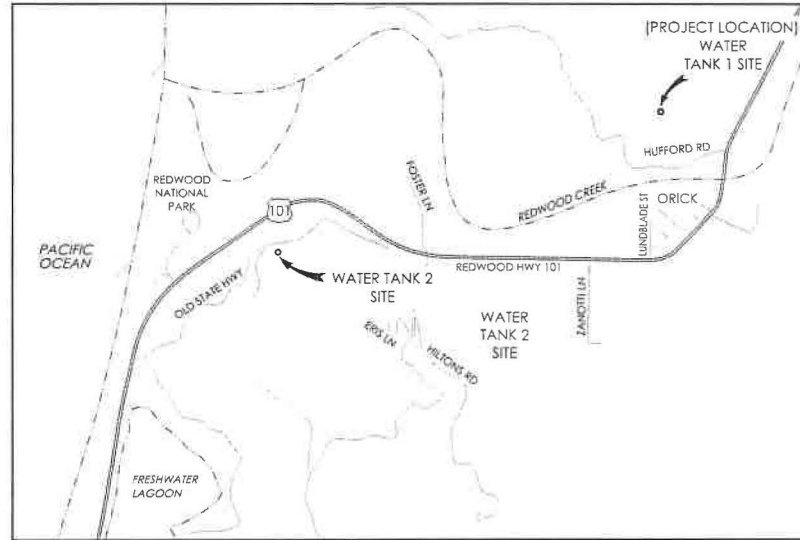 (PROJECT LOCATION)
WATER
TANK 1 SITE
HUFFORD RD
REDWOOD
NATIONAL
PARK
FOSTER LN
REDWOOD CREEK
LUNDBLADE ST
ORICK
101
PACIFIC
OCEAN
OLD STATE HWY
WATER TANK 2
SITE
REDWOOD HWY 101
ZANOTTI LN
WATER
TANK 2
SITE
ERIS LN
HILTONS RD
FRESHWATER
LAGOON